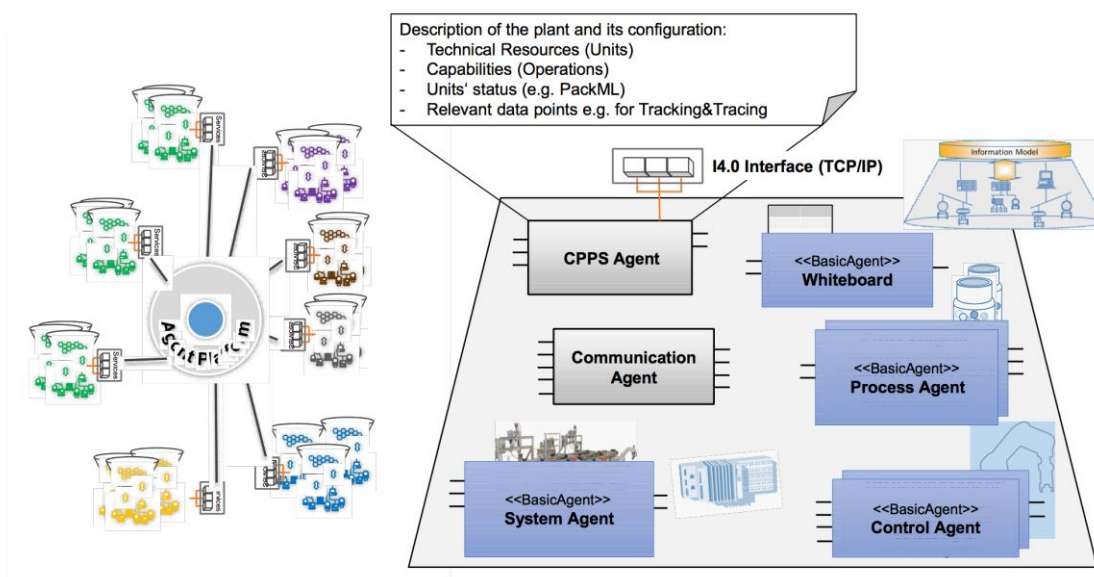 Description of the plant and its configuration:
- Technical Resources (Units)
- Capabilities (Operations)
- Units' status (e.g. PackML)
- Relevant data points e.g. for Tracking&Tracing
I4.0 Interface (TCP/IP)
Information Model
CPPS Agent
<<BasicAgent>>
Whiteboard
Communication
Agent
<<BasicAgent>>
Process Agent
<<BasicAgent>>
System Agent
<<BasicAgent>>
Control Agent
Services
Services
Services
Agent Platform